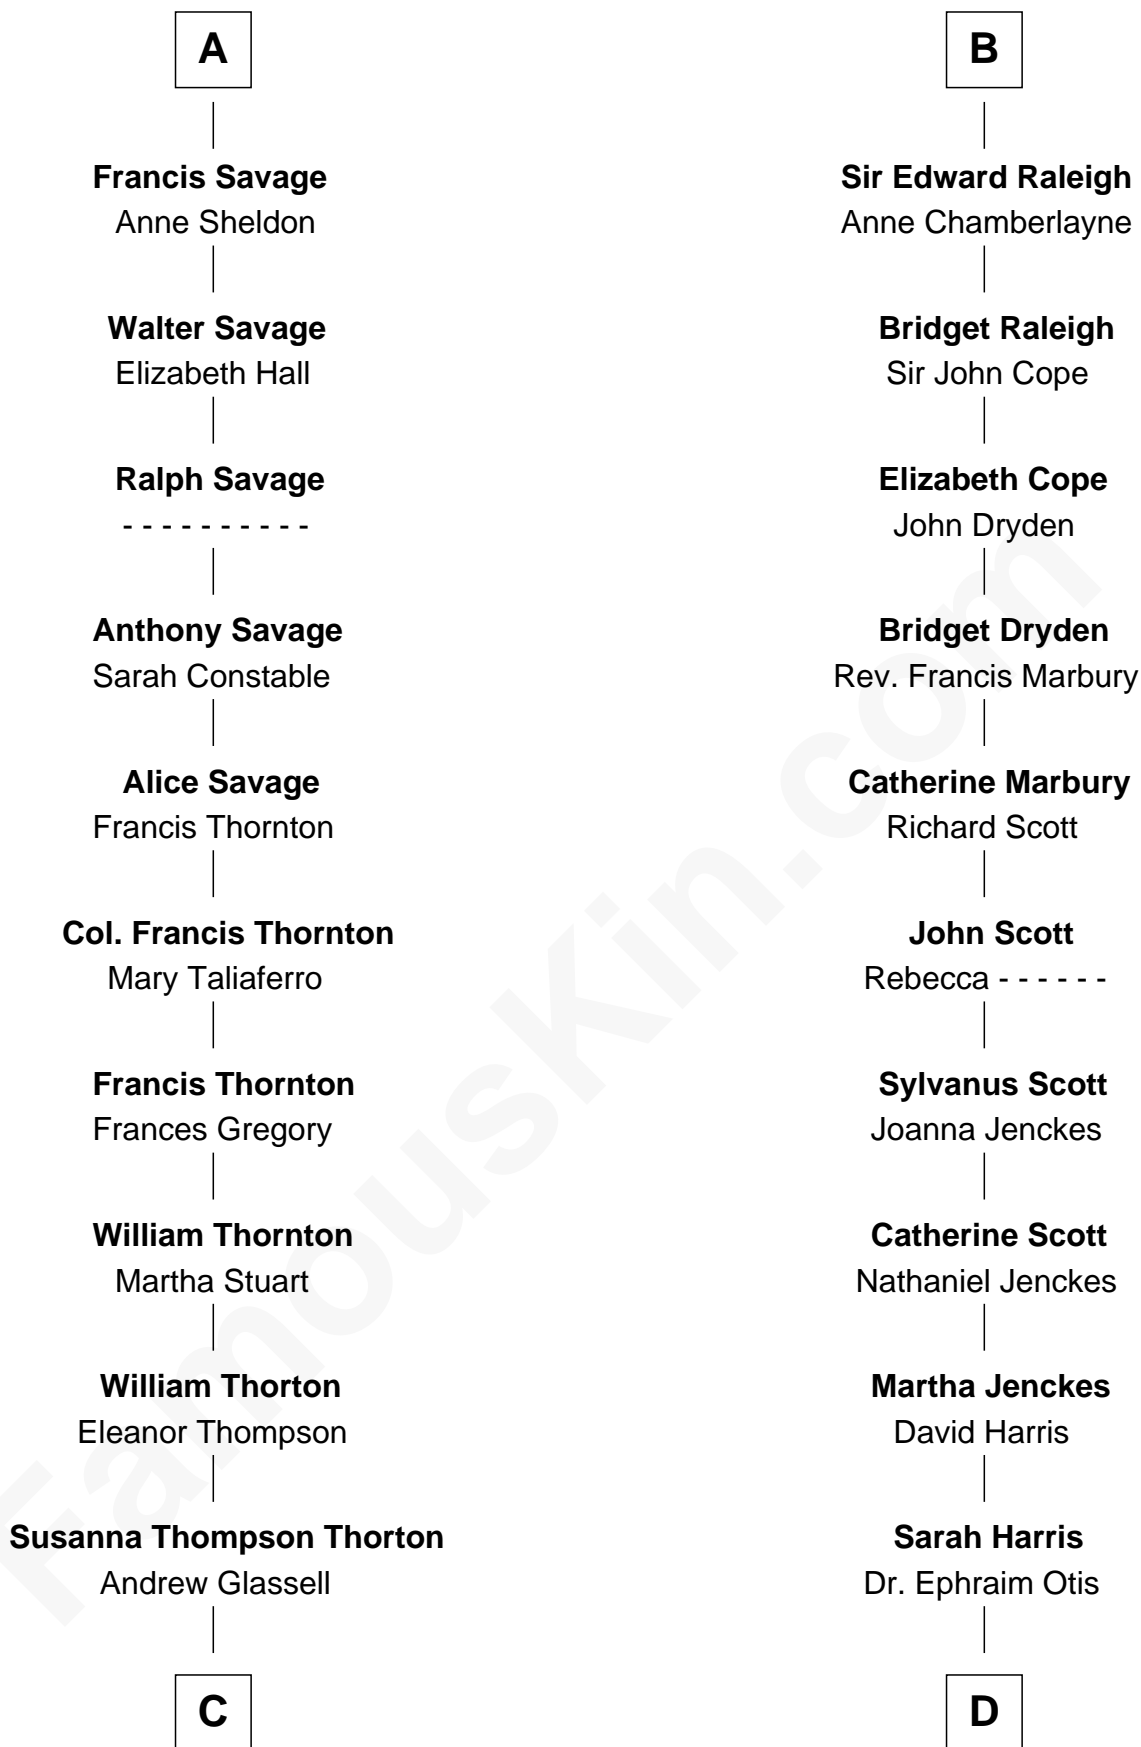 A
Francis Savage
Anne Sheldon
Walter Savage
Elizabeth Hall
Ralph Savage
- - - - - - - - - -
Anthony Savage
Sarah Constable
Alice Savage
Francis Thornton
Col. Francis Thornton
Mary Taliaferro
Francis Thornton
Frances Gregory
William Thornton
Martha Stuart
William Thorton
Eleanor Thompson
Susanna Thompson Thorton
Andrew Glassell
C
B
Sir Edward Raleigh
Anne Chamberlayne
Bridget Raleigh
Sir John Cope
Elizabeth Cope
John Dryden
Bridget Dryden
Rev. Francis Marbury
Catherine Marbury
Richard Scott
John Scott
Rebecca - - - - - -
Sylvanus Scott
Joanna Jenckes
Catherine Scott
Nathaniel Jenckes
Martha Jenckes
David Harris
Sarah Harris
Dr. Ephraim Otis
D
FamousKin.com